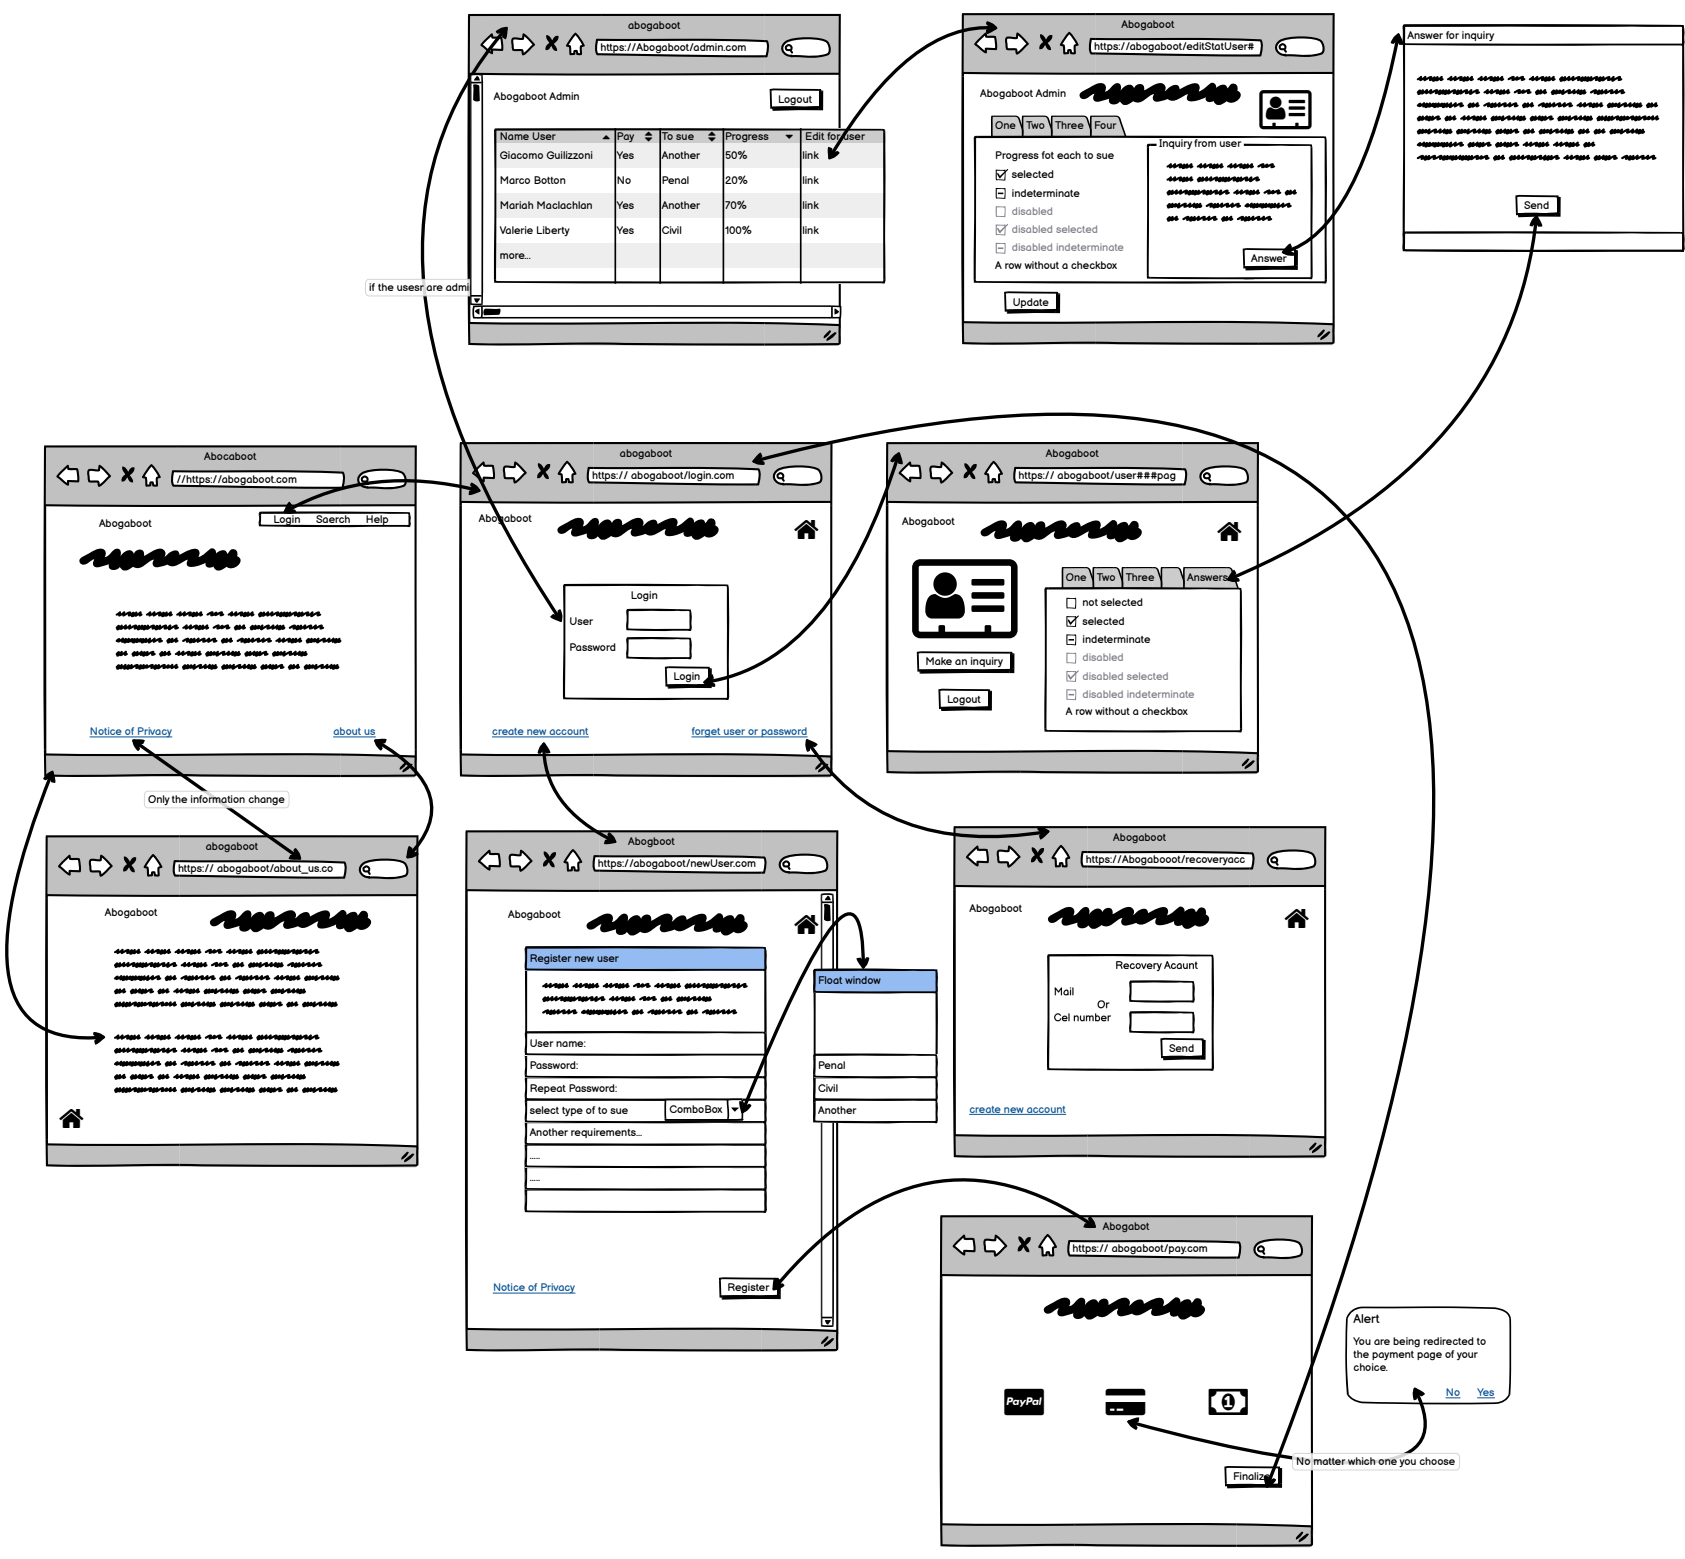 abogaboot
https://Abogaboot/admin.com
Abogaboot Admin
Logout
Name User Pay To sue Progress Edit for user
Giacomo Guilizzoni Yes Another 50% link
Marco Botton No Penal 20% link
Mariah Maclachlan Yes Another 70% link
Valerie Liberty Yes Civil 100% link
more...
if the usesr are admi
Abogaboot
https://abogaboot/editStatUser#
Abogaboot Admin
One Two Three Four
Progress fot each to sue
selected
indeterminate
disabled
disabled selected
disabled indeterminate
A row without a checkbox
Inquiry from user
Answer
Update
Answer for inquiry
Send
Abocaboot
//https://abogaboot.com
Login Saerch Help
Abogaboot
Notice of Privacy
about us
Only the information change
abogaboot
https:// abogaboot/login.com
Abogaboot
Login
User
Password
Login
create new account
forget user or password
Abogaboot
https:// abogaboot/user###pag
Abogaboot
Make an inquiry
Logout
One Two Three Answers
not selected
selected
indeterminate
disabled
disabled selected
disabled indeterminate
A row without a checkbox
abogaboot
https:// abogaboot/about_us.co
Abogaboot
Abogboot
https://abogaboot/newUser.com
Abogaboot
Register new user
User name:
Password:
Repeat Password:
select type of to sue ComboBox
Another requirements...
.....
.....
Notice of Privacy
Register
Float window
Penal
Civil
Another
Abogaboot
https://Abogabooot/recoveryacc
Abogaboot
Recovery Acaunt
Mail
Or
Cel number
Send
create new account
Abogabot
https:// abogaboot/pay.com
PayPal
1
Finalize
Alert
You are being redirected to
the payment page of your
choice.
No Yes
No matter which one you choose